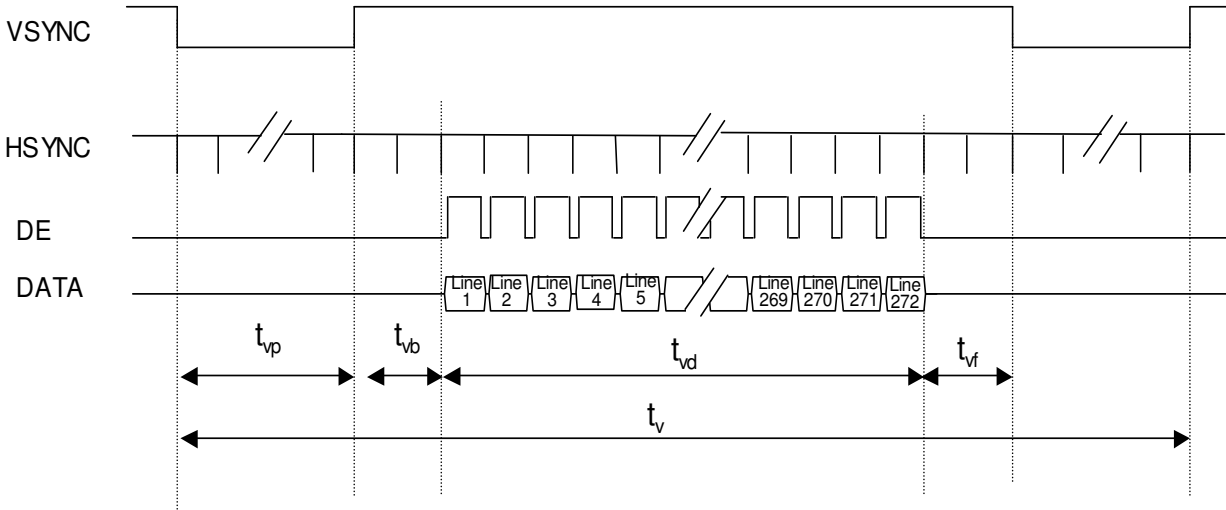 VSYNC
HSYNC
DE
DATA
Line 1
Line 2
Line 3
Line 4
Line 5
Line 269
Line 270
Line 271
Line 272
tvp
tvb
tvd
tvf
tv